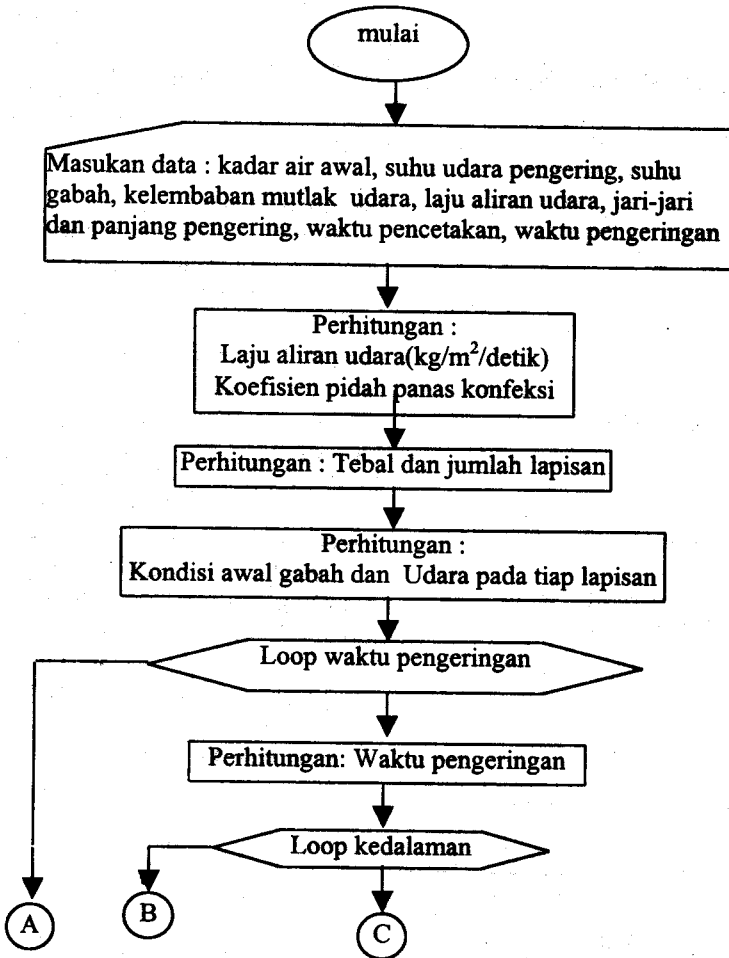 mulai
Masukan data : kadar air awal, suhu udara pengering, suhu
gabah, kelembaban mutlak udara, laju aliran udara, jari-jari
dan panjang pengering, waktu pencetakan, waktu pengeringan
Perhitungan :
Laju aliran udara(kg/m²/detik)
Koefisien pidah panas konfeksi
Perhitungan : Tebal dan jumlah lapisan
Perhitungan :
Kondisi awal gabah dan Udara pada tiap lapisan
Loop waktu pengeringan
Perhitungan: Waktu pengeringan
Loop kedalaman
A
B
C